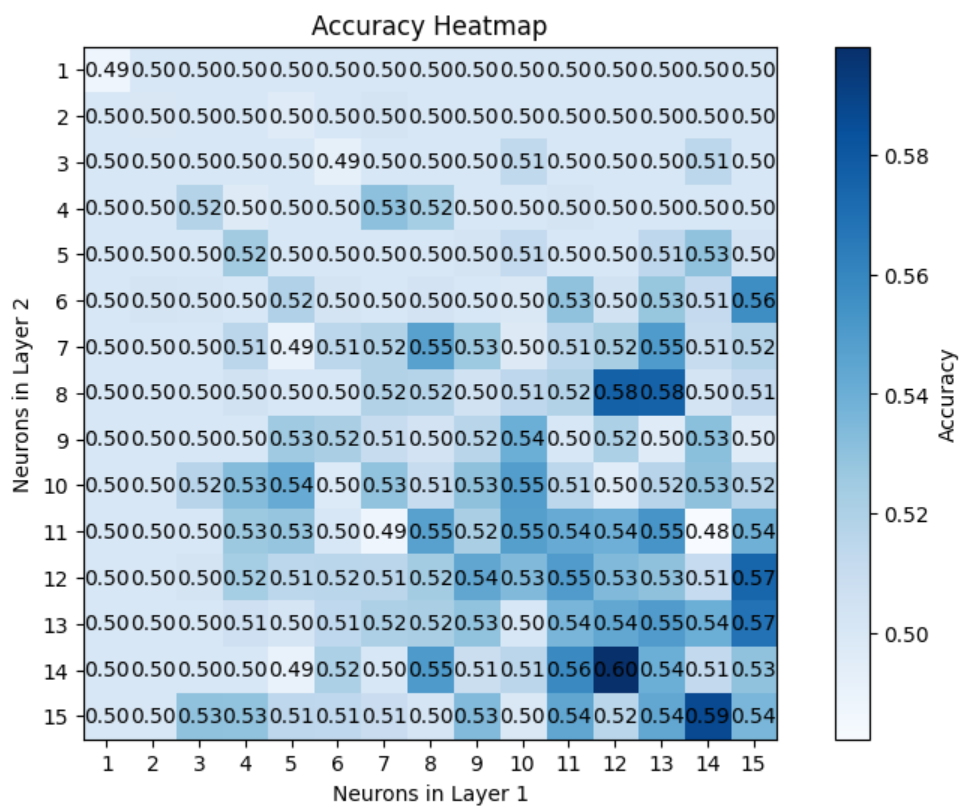 Accuracy Heatmap
1 0.49 0.50 0.50 0.50 0.50 0.50 0.50 0.50 0.50 0.50 0.50 0.50 0.50 0.50 0.50
2 0.50 0.50 0.50 0.50 0.50 0.50 0.50 0.50 0.50 0.50 0.50 0.50 0.50 0.50 0.50
3 0.50 0.50 0.50 0.50 0.50 0.49 0.50 0.50 0.50 0.51 0.50 0.50 0.50 0.51 0.50
4 0.50 0.50 0.52 0.50 0.50 0.50 0.53 0.52 0.50 0.50 0.50 0.50 0.50 0.50 0.50
5 0.50 0.50 0.50 0.52 0.50 0.50 0.50 0.50 0.50 0.51 0.50 0.50 0.51 0.53 0.50
6 0.50 0.50 0.50 0.50 0.52 0.50 0.50 0.50 0.50 0.50 0.53 0.50 0.53 0.51 0.56
7 0.50 0.50 0.50 0.51 0.49 0.51 0.52 0.55 0.53 0.50 0.51 0.52 0.55 0.51 0.52
8 0.50 0.50 0.50 0.50 0.50 0.50 0.52 0.52 0.50 0.51 0.52 0.58 0.58 0.50 0.51
9 0.50 0.50 0.50 0.50 0.53 0.52 0.51 0.50 0.52 0.54 0.50 0.52 0.50 0.53 0.50
10 0.50 0.50 0.52 0.53 0.54 0.50 0.53 0.51 0.53 0.55 0.51 0.50 0.52 0.53 0.52
11 0.50 0.50 0.50 0.53 0.53 0.50 0.49 0.55 0.52 0.55 0.54 0.54 0.55 0.48 0.54
12 0.50 0.50 0.50 0.52 0.51 0.52 0.51 0.52 0.54 0.53 0.55 0.53 0.53 0.51 0.57
13 0.50 0.50 0.50 0.51 0.50 0.51 0.52 0.52 0.53 0.50 0.54 0.54 0.55 0.54 0.57
14 0.50 0.50 0.50 0.50 0.49 0.52 0.50 0.55 0.51 0.51 0.56 0.60 0.54 0.51 0.53
15 0.50 0.50 0.53 0.53 0.51 0.51 0.51 0.50 0.53 0.50 0.54 0.52 0.54 0.59 0.54
1 2 3 4 5 6 7 8 9 10 11 12 13 14 15
Neurons in Layer 1
Neurons in Layer 2
0.58
0.56
0.54
0.52
0.50
Accuracy